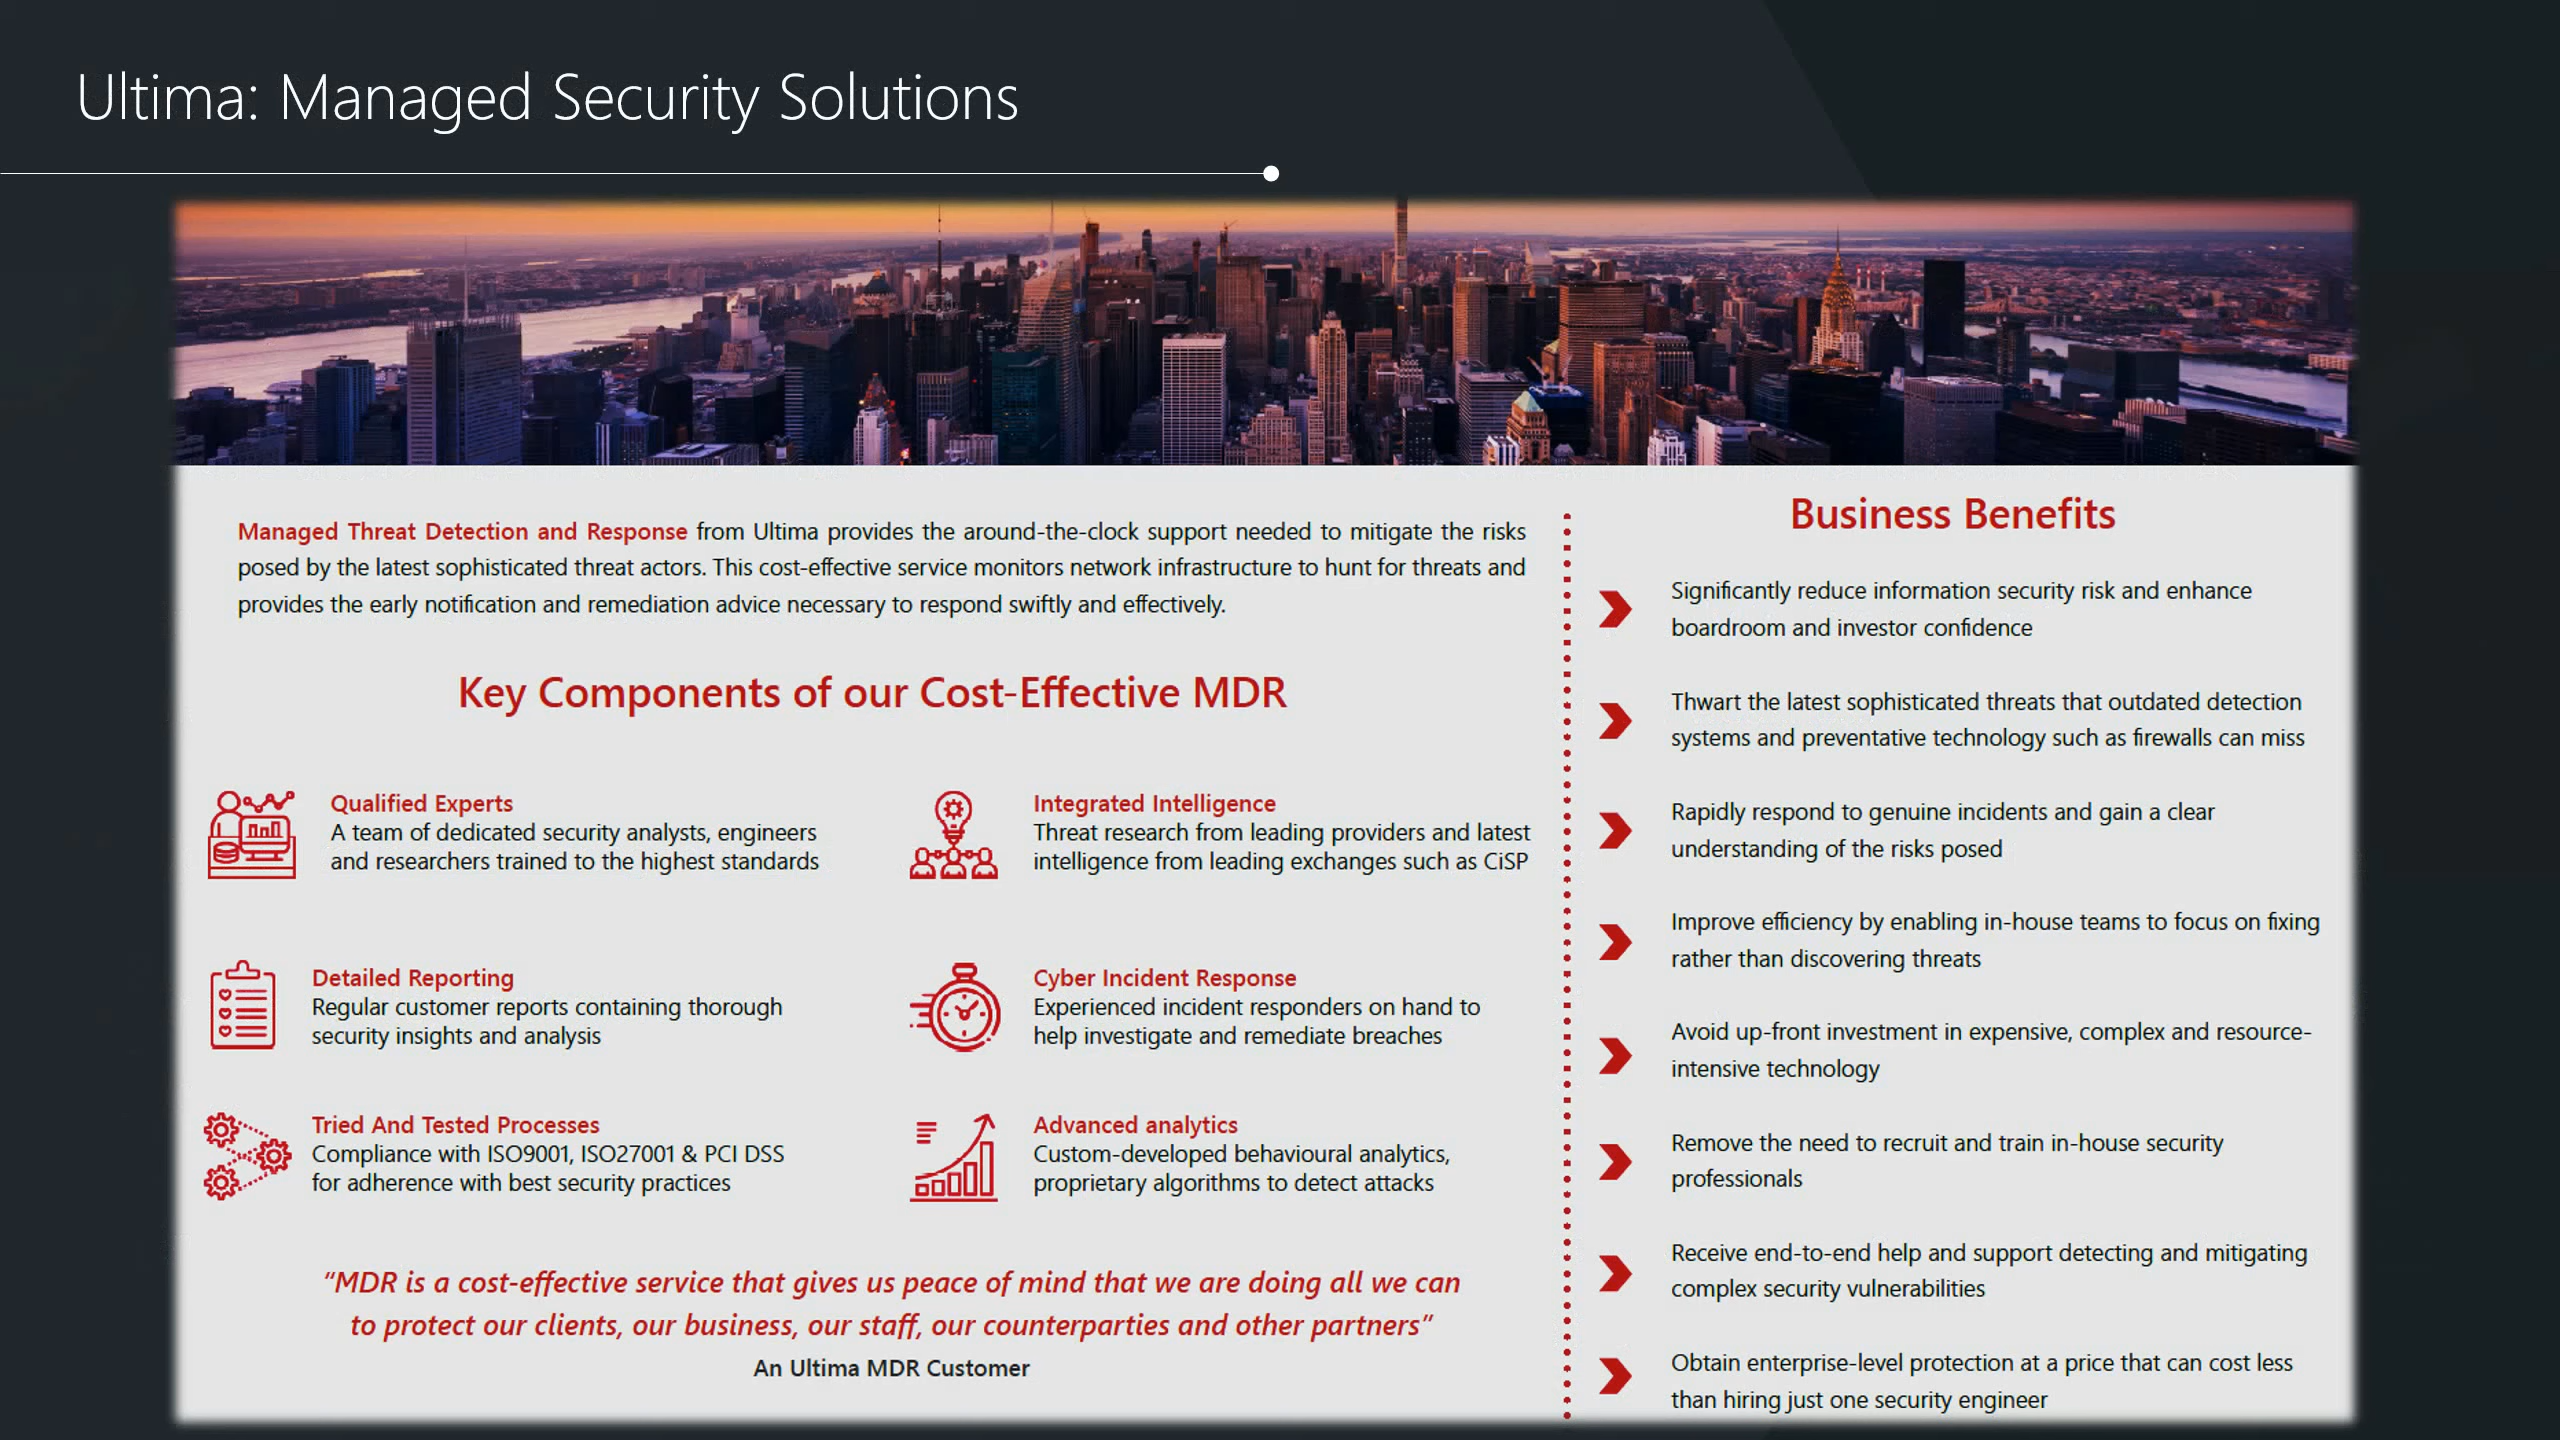 Ultima: Managed Security Solutions
Managed Threat Detection and Response from Ultima provides the around-the-clock support needed to mitigate the risks
posed by the latest sophisticated threat actors. This cost-effective service monitors network infrastructure to hunt for threats and
provides the early notification and remediation advice necessary to respond swiftly and effectively.
Key Components of our Cost-Effective MDR
Qualified Experts
A team of dedicated security analysts, engineers
and researchers trained to the highest standards
Integrated Intelligence
Threat research from leading providers and latest
intelligence from leading exchanges such as CiSP
Detailed Reporting
Regular customer reports containing thorough
security insights and analysis
Cyber Incident Response
Experienced incident responders on hand to
help investigate and remediate breaches
Tried And Tested Processes
Compliance with ISO9001, ISO27001 & PCI DSS
for adherence with best security practices
Advanced analytics
Custom-developed behavioural analytics,
proprietary algorithms to detect attacks
“MDR is a cost-effective service that gives us peace of mind that we are doing all we can
to protect our clients, our business, our staff, our counterparties and other partners”
An Ultima MDR Customer
Business Benefits
Significantly reduce information security risk and enhance
boardroom and investor confidence
Thwart the latest sophisticated threats that outdated detection
systems and preventative technology such as firewalls can miss
Rapidly respond to genuine incidents and gain a clear
understanding of the risks posed
Improve efficiency by enabling in-house teams to focus on fixing
rather than discovering threats
Avoid up-front investment in expensive, complex and resource-
intensive technology
Remove the need to recruit and train in-house security
professionals
Receive end-to-end help and support detecting and mitigating
complex security vulnerabilities
Obtain enterprise-level protection at a price that can cost less
than hiring just one security engineer